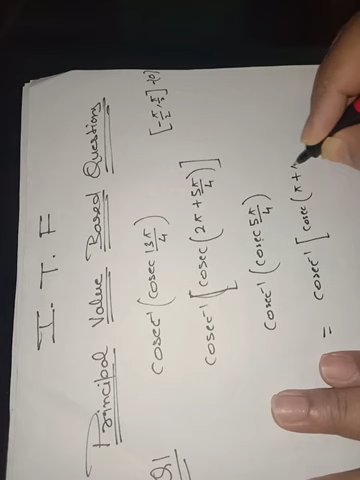 I. T. F
Principal Value Based Questions
Q1 cosec⁻¹(cosec 13π/4) [-π/2, π/2] - {0}
cosec⁻¹[cosec(2π + 5π/4)]
cosec⁻¹(cosec 5π/4)
= cosec⁻¹[cosec(π +